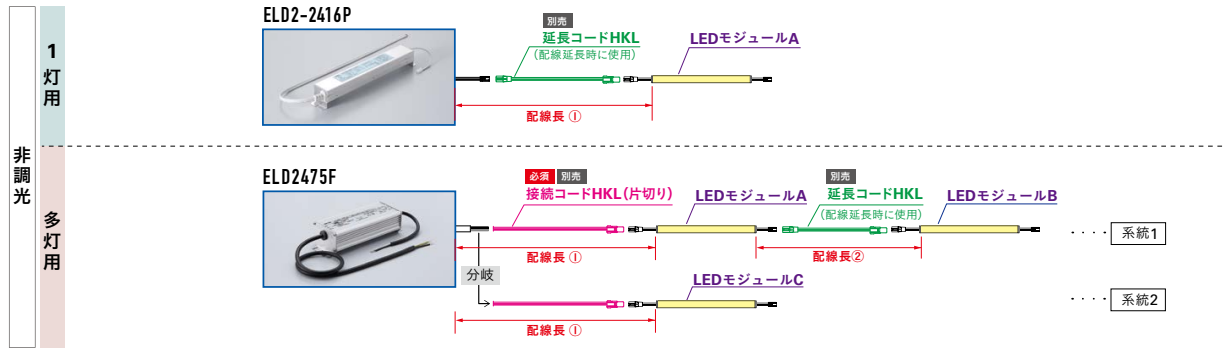 非調光
1灯用
ELD2-2416P
別売
延長コードHKL
(配線延長時に使用)
LEDモジュールA
配線長①
多灯用
ELD2475F
必須 別売
接続コードHKL(片切り)
LEDモジュールA
別売
延長コードHKL
(配線延長時に使用)
LEDモジュールB
・・・・ 系統1
配線長①
配線長②
分岐
LEDモジュールC
・・・・ 系統2
配線長①